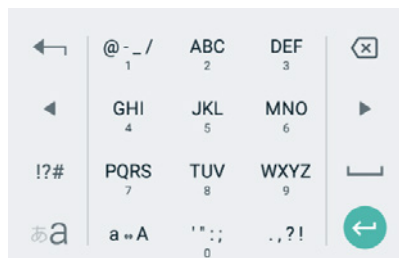 @-_/ ABC DEF
1 2 3
GHI JKL MNO
4 5 6
!?# PQRS TUV WXYZ
7 8 9
あa a⇔A '":; .,?!
0